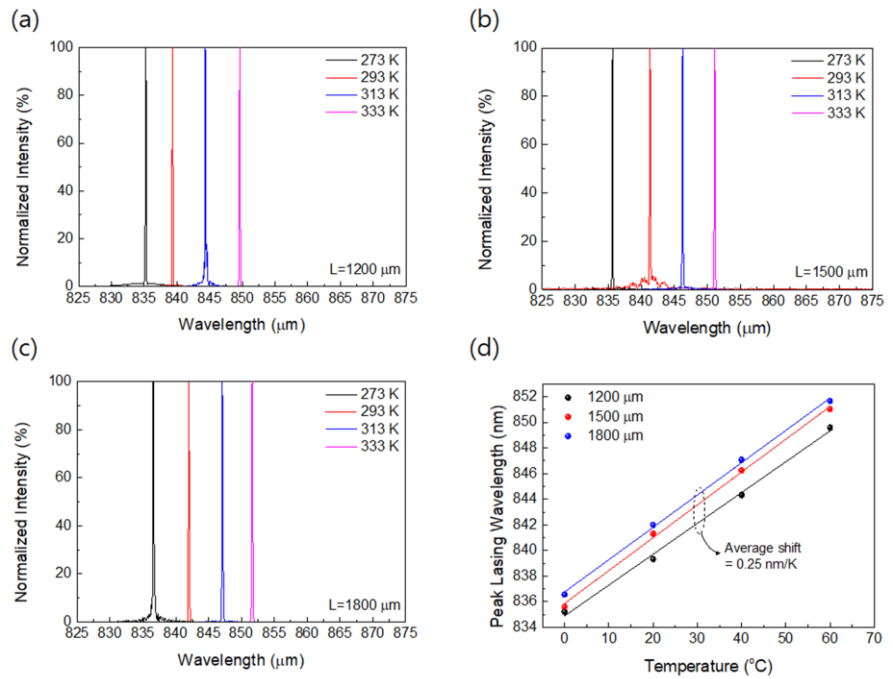 (a)
Normalized Intensity (%)
100
80
60
40
20
0
273 K
293 K
313 K
333 K
L=1200 μm
825 830 835 840 845 850 855 860 865 870 875
Wavelength (μm)
(b)
Normalized Intensity (%)
100
80
60
40
20
0
273 K
293 K
313 K
333 K
L=1500 μm
825 830 835 840 845 850 855 860 865 870 875
Wavelength (μm)
(c)
Normalized Intensity (%)
100
80
60
40
20
0
273 K
293 K
313 K
333 K
L=1800 μm
825 830 835 840 845 850 855 860 865 870 875
Wavelength (μm)
(d)
Peak Lasing Wavelength (nm)
852
850
848
846
844
842
840
838
836
834
1200 μm
1500 μm
1800 μm
Average shift
= 0.25 nm/K
0 10 20 30 40 50 60
Temperature (°C)